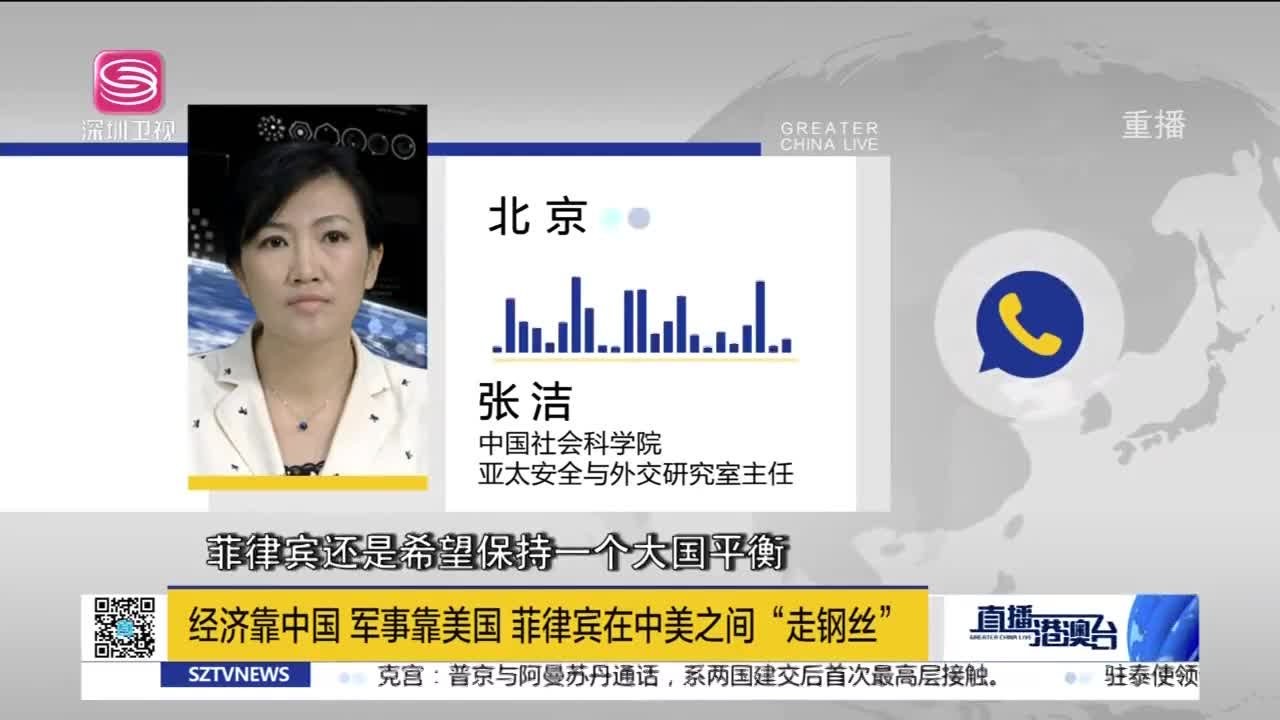 深圳卫视
GREATER
CHINA LIVE
重播
北京
张洁
中国社会科学院
亚太安全与外交研究室主任
菲律宾还是希望保持一个大国平衡
经济靠中国 军事靠美国 菲律宾在中美之间“走钢丝”
直播港澳台
GREATER CHINA LIVE
SZTVNEWS
克宫：普京与阿曼苏丹通话，系两国建交后首次最高层接触。
驻泰使领